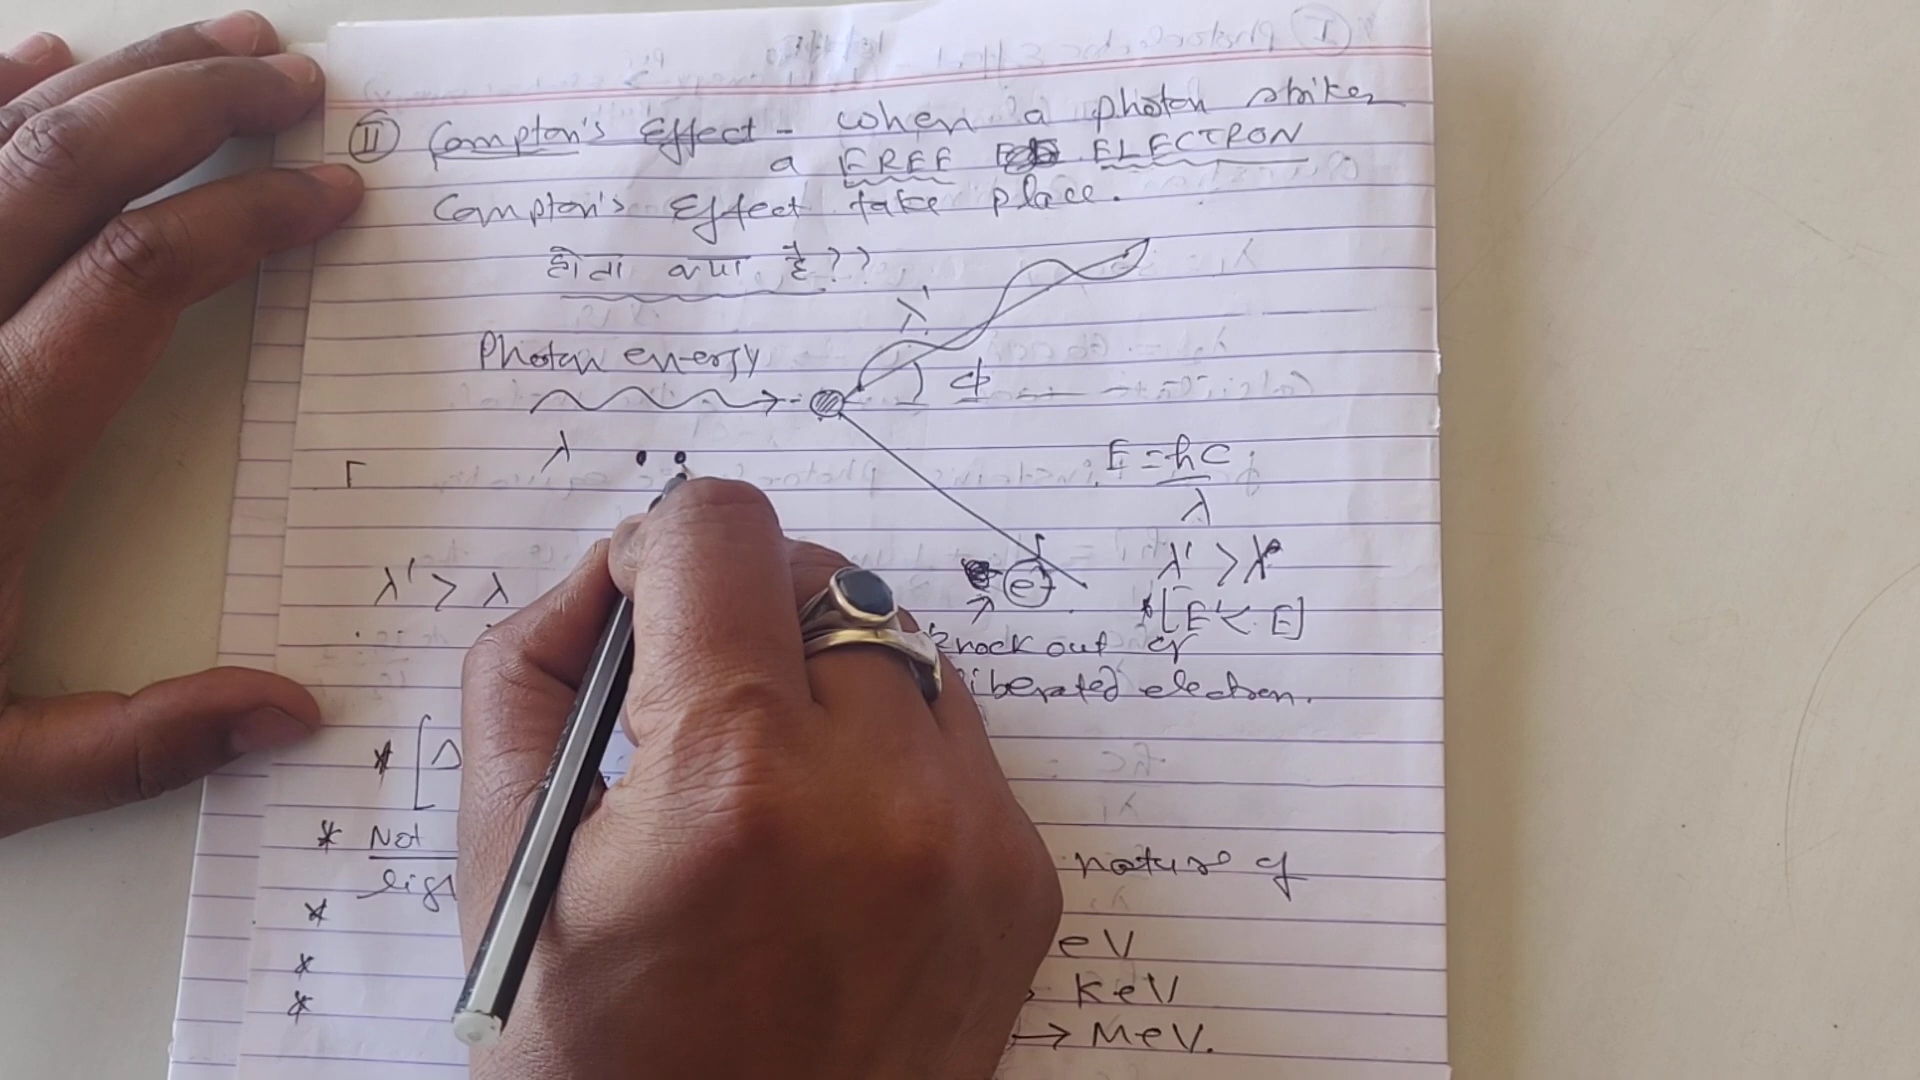 II Compton's Effect - when a photon strikes
a FREE ELECTRON
Compton's Effect take place.
होता क्या है??
λ'
Photon energy
ϕ
λ
E = hc
λ
λ' > λ
λ' > λ
e-
*[E' < E]
knock out or
liberated electron.
* [Δ
* Not
nature of
*
eV
*
KeV
*
→ MeV.